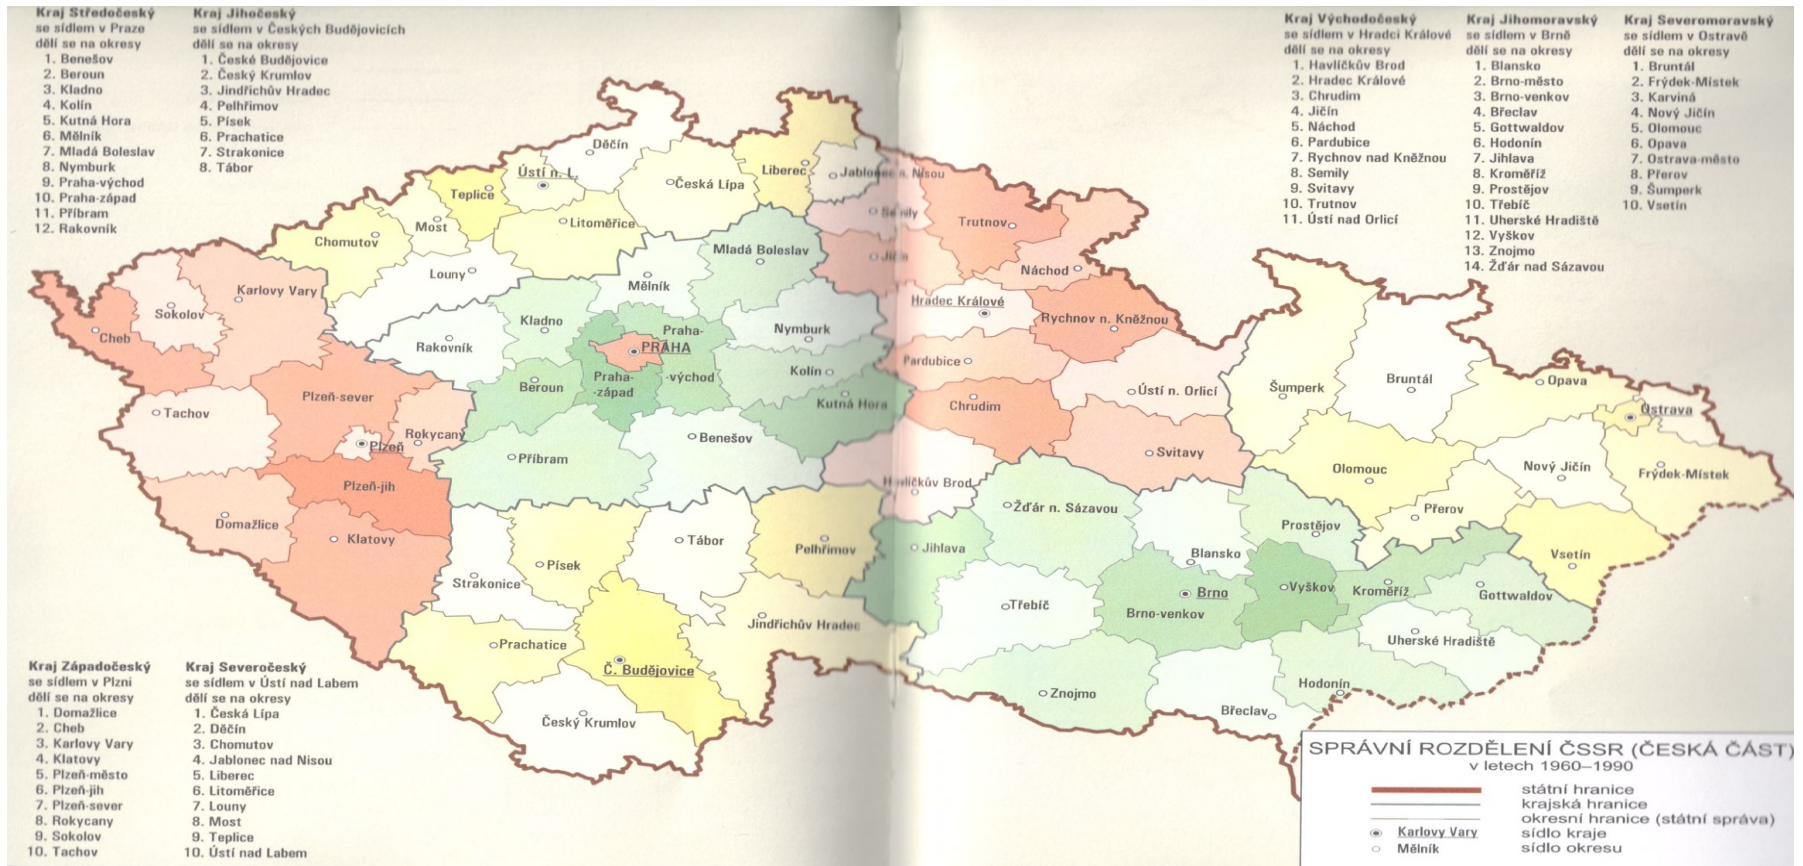 Kraj Středočeský
se sídlem v Praze
dělí se na okresy
1. Benešov
2. Beroun
3. Kladno
4. Kolín
5. Kutná Hora
6. Mělník
7. Mladá Boleslav
8. Nymburk
9. Praha-východ
10. Praha-západ
11. Příbram
12. Rakovník
Kraj Jihočeský
se sídlem v Českých Budějovicích
dělí se na okresy
1. České Budějovice
2. Český Krumlov
3. Jindřichův Hradec
4. Pelhřimov
5. Písek
6. Prachatice
7. Strakonice
8. Tábor
Kraj Východočeský
se sídlem v Hradci Králové
dělí se na okresy
1. Havlíčkův Brod
2. Hradec Králové
3. Chrudim
4. Jičín
5. Náchod
6. Pardubice
7. Rychnov nad Kněžnou
8. Semily
9. Svitavy
10. Trutnov
11. Ústí nad Orlicí
Kraj Jihomoravský
se sídlem v Brně
dělí se na okresy
1. Blansko
2. Brno-město
3. Brno-venkov
4. Břeclav
5. Gottwaldov
6. Hodonín
7. Jihlava
8. Kroměříž
9. Prostějov
10. Třebíč
11. Uherské Hradiště
12. Vyškov
13. Znojmo
14. Žďár nad Sázavou
Kraj Severomoravský
se sídlem v Ostravě
dělí se na okresy
1. Bruntál
2. Frýdek-Místek
3. Karviná
4. Nový Jičín
5. Olomouc
6. Opava
7. Ostrava-město
8. Přerov
9. Šumperk
10. Vsetín
Děčín
Ústí n. L.
Teplice
Česká Lípa
Liberec
Jablonec n. Nisou
Most
Litoměřice
Chomutov
Semily
Trutnov
Louny
Mladá Boleslav
Jičín
Náchod
Mělník
Karlovy Vary
Sokolov
Cheb
Hradec Králové
Rychnov n. Kněžnou
Kladno
Rakovník
Praha-
-východ
PRAHA
Praha-
-západ
Nymburk
Kolín
Pardubice
Beroun
Kutná Hora
Chrudim
Ústí n. Orlicí
Šumperk
Bruntál
Opava
Ostrava
Plzeň-sever
Tachov
Rokycany
Plzeň
Benešov
Příbram
Svitavy
Olomouc
Nový Jičín
Frýdek-Místek
Plzeň-jih
Havlíčkův Brod
Domažlice
Klatovy
Žďár n. Sázavou
Přerov
Prostějov
Tábor
Pelhřimov
Jihlava
Blansko
Vsetín
Písek
Strakonice
Třebíč
Brno
Brno-venkov
Vyškov
Kroměříž
Gottwaldov
Jindřichův Hradec
Prachatice
Uherské Hradiště
Č. Budějovice
Znojmo
Hodonín
Břeclav
Český Krumlov
Kraj Západočeský
se sídlem v Plzni
dělí se na okresy
1. Domažlice
2. Cheb
3. Karlovy Vary
4. Klatovy
5. Plzeň-město
6. Plzeň-jih
7. Plzeň-sever
8. Rokycany
9. Sokolov
10. Tachov
Kraj Severočeský
se sídlem v Ústí nad Labem
dělí se na okresy
1. Česká Lípa
2. Děčín
3. Chomutov
4. Jablonec nad Nisou
5. Liberec
6. Litoměřice
7. Louny
8. Most
9. Teplice
10. Ústí nad Labem
SPRÁVNÍ ROZDĚLENÍ ČSSR (ČESKÁ ČÁST)
v letech 1960–1990
státní hranice
krajská hranice
okresní hranice (státní správa)
Karlovy Vary sídlo kraje
Mělník sídlo okresu